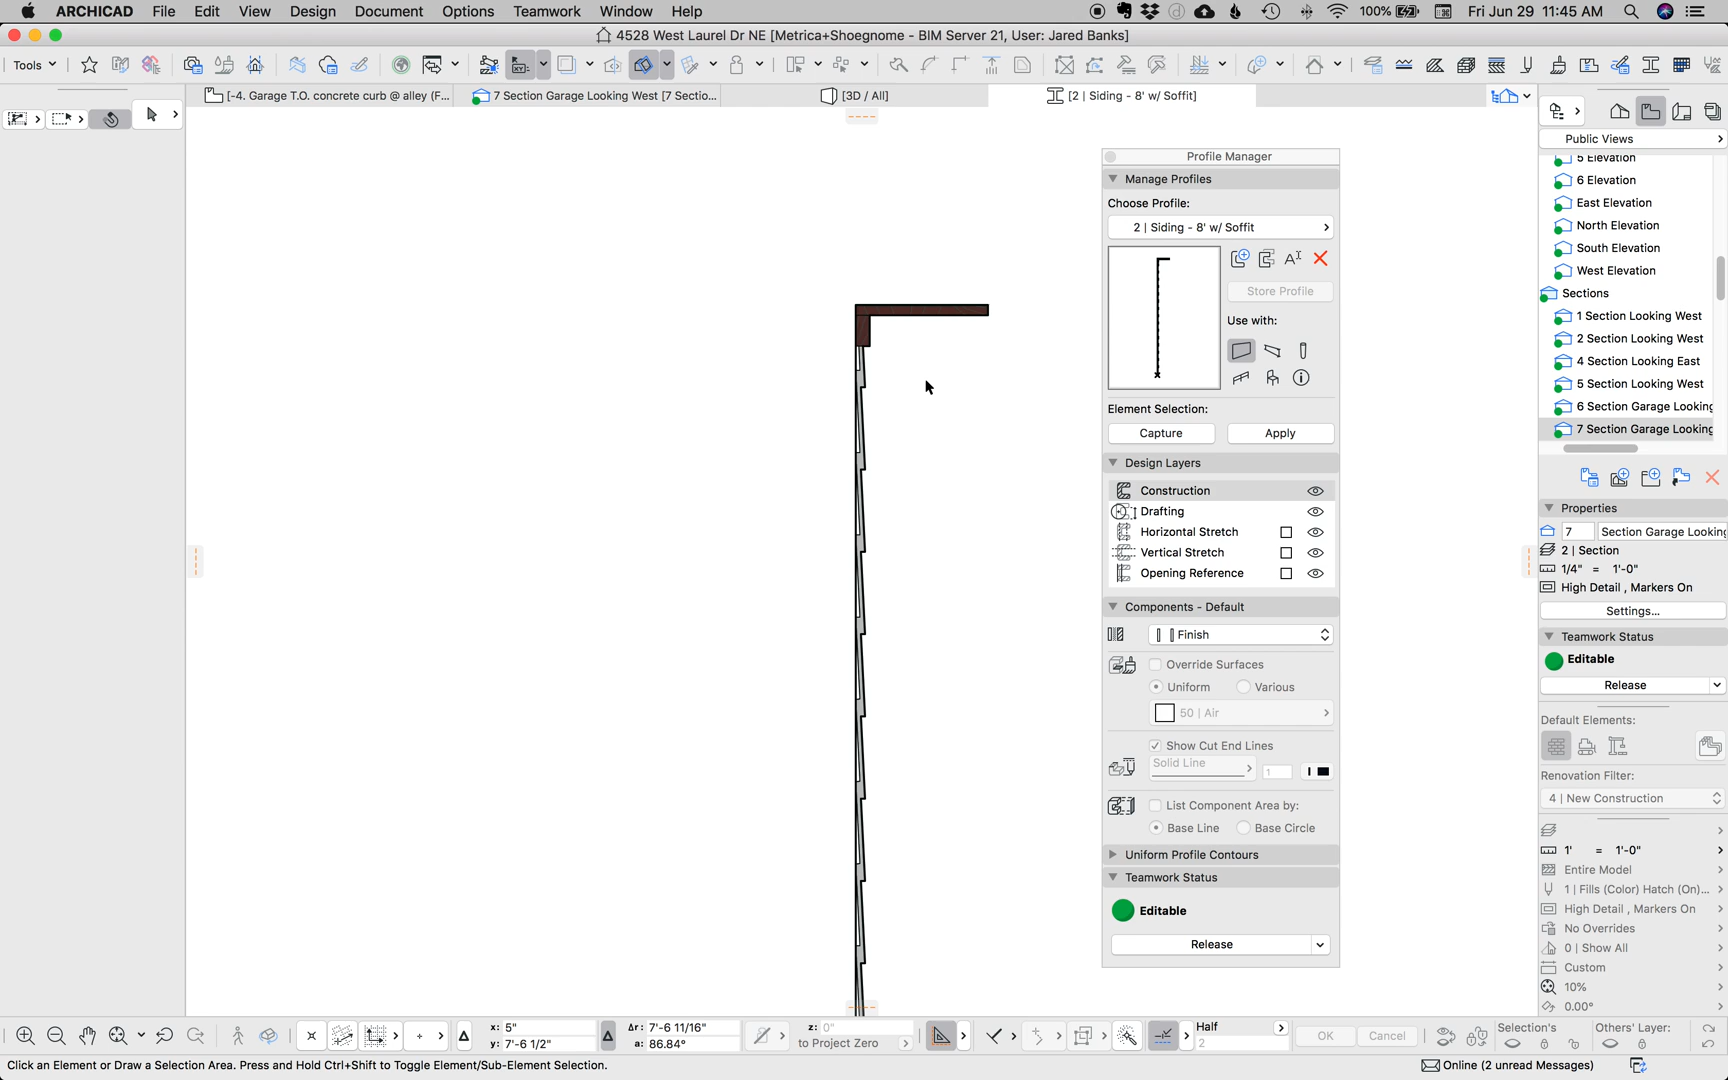 ARCHICAD File Edit View Design Document Options Teamwork Window Help 100% Fri Jun 29 11:45 AM
4528 West Laurel Dr NE [Metrica+Shoegnome - BIM Server 21, User: Jared Banks]
Tools
[-4. Garage T.O. concrete curb @ alley (F... 7 Section Garage Looking West [7 Sectio... [3D / All] [2 | Siding - 8' w/ Soffit]
Profile Manager
Manage Profiles
Choose Profile:
2 | Siding - 8' w/ Soffit
Store Profile
Use with:
Element Selection:
Capture Apply
Design Layers
Construction
Drafting
Horizontal Stretch
Vertical Stretch
Opening Reference
Components - Default
Finish
Override Surfaces
Uniform Various
50 | Air
Show Cut End Lines
Solid Line 1
List Component Area by:
Base Line Base Circle
Uniform Profile Contours
Teamwork Status
Editable
Release
Public Views
5 Elevation
6 Elevation
East Elevation
North Elevation
South Elevation
West Elevation
Sections
1 Section Looking West
2 Section Looking West
4 Section Looking East
5 Section Looking West
6 Section Garage Looking
7 Section Garage Looking
Properties
7 Section Garage Looking
2 | Section
1/4" = 1'-0"
High Detail , Markers On
Settings...
Teamwork Status
Editable
Release
Default Elements:
Renovation Filter:
4 | New Construction
1' = 1'-0"
Entire Model
1 | Fills (Color) Hatch (On)...
High Detail , Markers On
No Overrides
0 | Show All
Custom
10%
0.00°
x: 5" Δr: 7'-6 11/16" z: 0" Half
y: 7'-6 1/2" a: 86.84° to Project Zero 2
OK Cancel
Selection's Others' Layer:
Click an Element or Draw a Selection Area. Press and Hold Ctrl+Shift to Toggle Element/Sub-Element Selection.
Online (2 unread Messages)